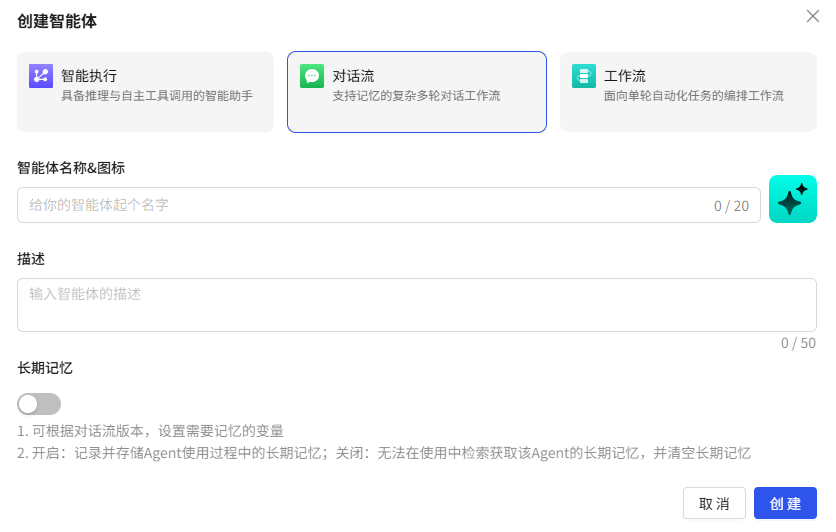 创建智能体
智能执行
具备推理与自主工具调用的智能助手
对话流
支持记忆的复杂多轮对话工作流
工作流
面向单轮自动化任务的编排工作流
智能体名称&图标
给你的智能体起个名字
0 / 20
描述
输入智能体的描述
0 / 50
长期记忆
1. 可根据对话流版本，设置需要记忆的变量
2. 开启：记录并存储Agent使用过程中的长期记忆；关闭：无法在使用中检索获取该Agent的长期记忆，并清空长期记忆
取 消
创 建